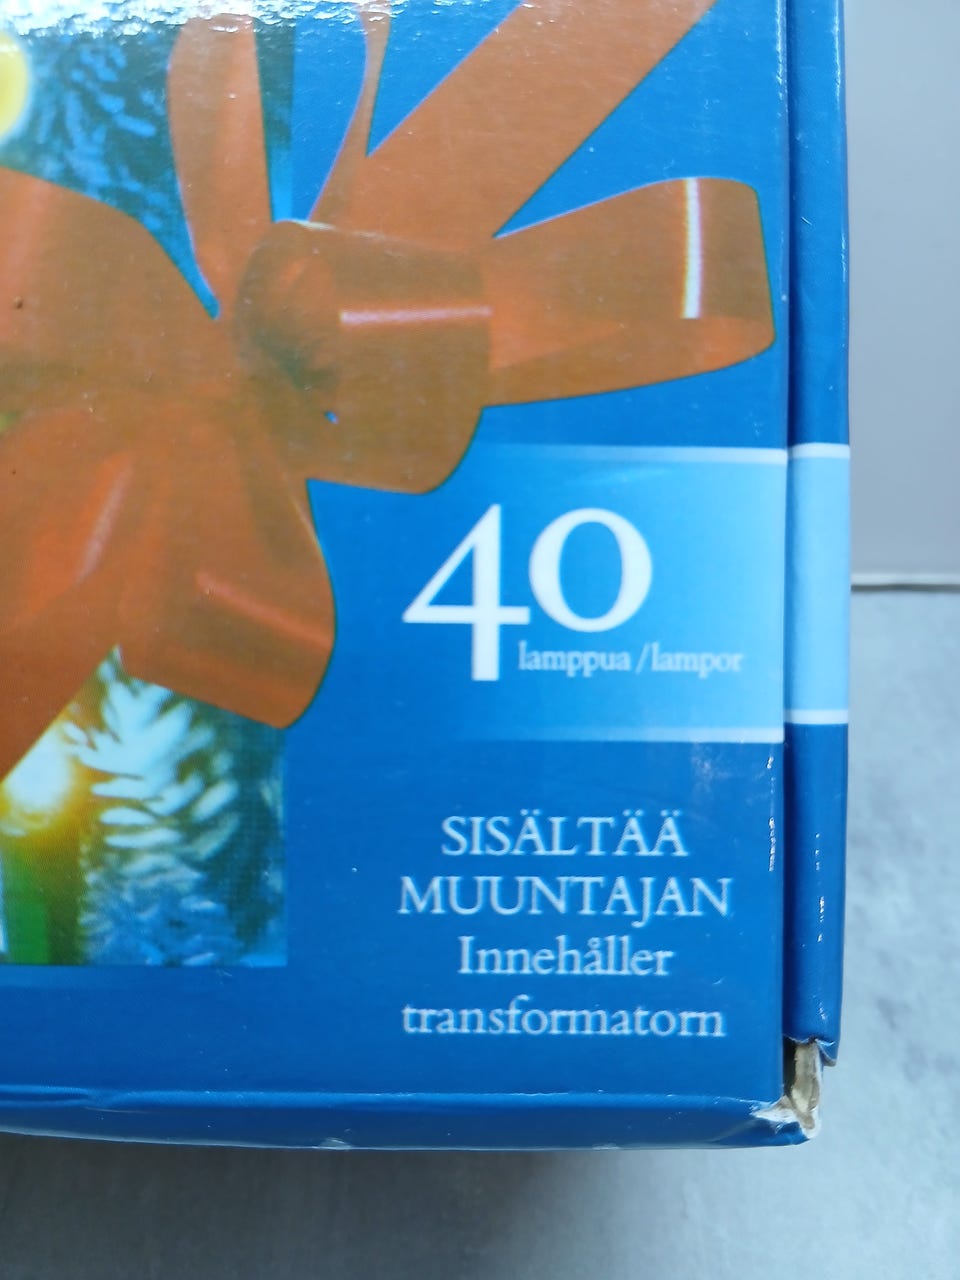 40
lamppua/lampor
SISÄLTÄÄ
MUUNTAJAN
Innehåller
transformatorn